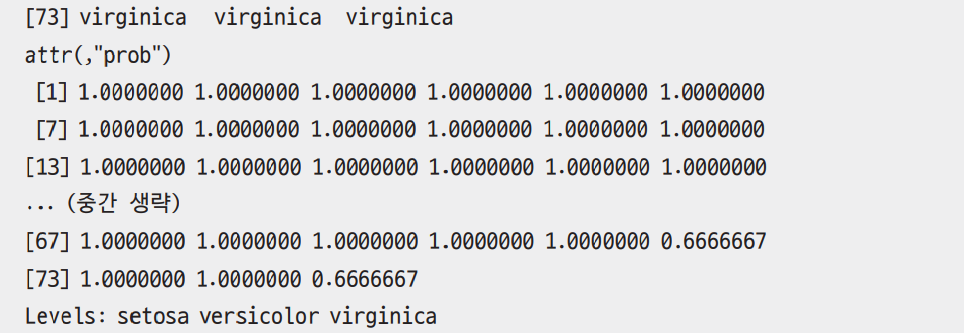 [73] virginica virginica virginica
attr(,"prob")
[1] 1.0000000 1.0000000 1.0000000 1.0000000 1.0000000 1.0000000
[7] 1.0000000 1.0000000 1.0000000 1.0000000 1.0000000 1.0000000
[13] 1.0000000 1.0000000 1.0000000 1.0000000 1.0000000 1.0000000
... (중간 생략)
[67] 1.0000000 1.0000000 1.0000000 1.0000000 1.0000000 0.6666667
[73] 1.0000000 1.0000000 0.6666667
Levels: setosa versicolor virginica